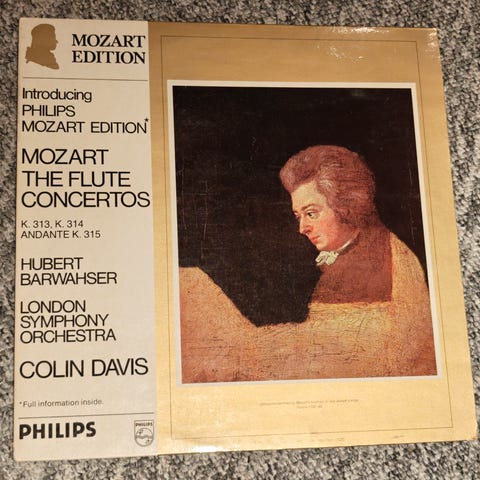 MOZART
EDITION
Introducing
PHILIPS
MOZART EDITION*
MOZART
THE FLUTE
CONCERTOS
K. 313, K. 314
ANDANTE K. 315
HUBERT
BARWAHSER
LONDON
SYMPHONY
ORCHESTRA
COLIN DAVIS
*Full information inside.
PHILIPS